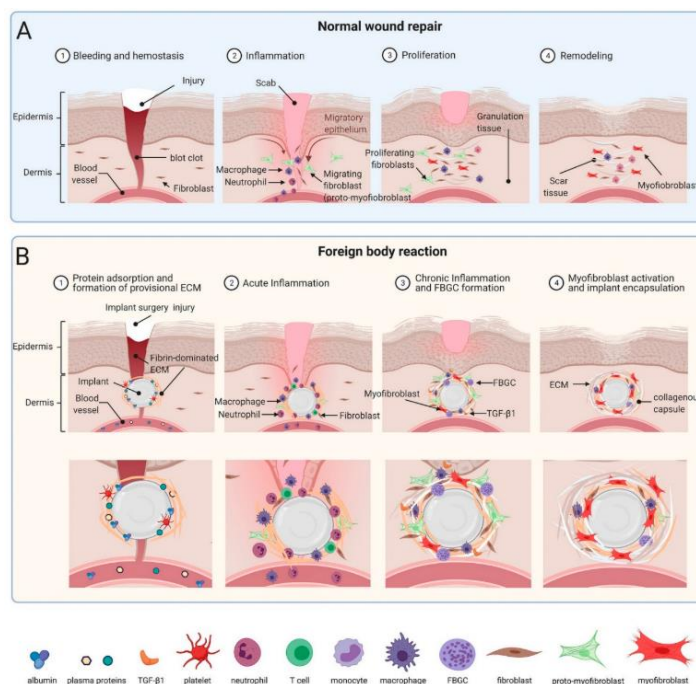 A
Normal wound repair
1 Bleeding and hemostasis
2 Inflammation
3 Proliferation
4 Remodeling
Injury
Scab
Epidermis
Migratory
epithelium
Granulation
tissue
blot clot
Macrophage
Neutrophil
Proliferating
fibroblasts
Dermis
Blood
vessel
Fibroblast
Migrating
fibroblast
(proto-myofibroblast
Scar
tissue
Myofibroblast
B
Foreign body reaction
1 Protein adsorption and
formation of provisional ECM
2 Acute Inflammation
3 Chronic Inflammation
and FBGC formation
4 Myofibroblast activation
and implant encapsulation
Implant surgery injury
Epidermis
Fibrin-dominated
ECM
Implant
Dermis
Blood
vessel
Macrophage
Neutrophil
Fibroblast
Myofibroblast
FBGC
TGF-β1
ECM
collagenous
capsule
albumin
plasma proteins
TGF-β1
platelet
neutrophil
T cell
monocyte
macrophage
FBGC
fibroblast
proto-myofibroblast
myofibroblast